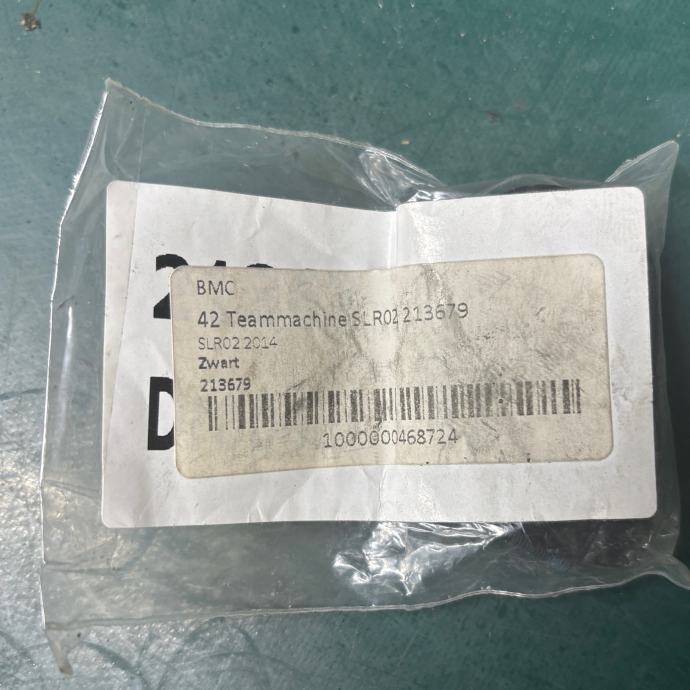 BMC
42 Teammachine SLR02 213679
SLR02 2014
Zwart
213679
1000000468724